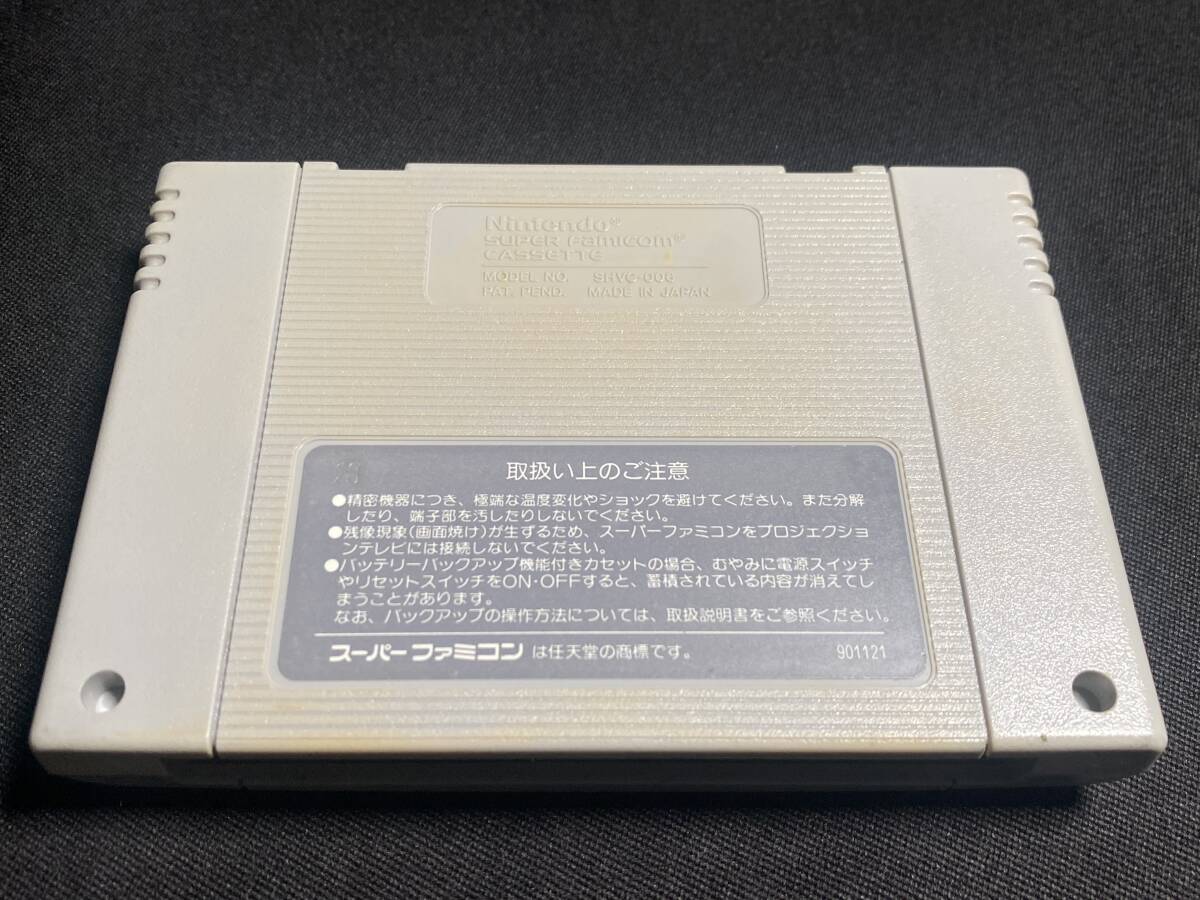 Nintendo®
SUPER FAMICOM®
CASSETTE
MODEL NO. SHVC-006
PAT. PEND. MADE IN JAPAN
取扱い上のご注意
●精密機器につき、極端な温度変化やショックを避けてください。また分解
したり、端子部を汚したりしないでください。
●残像現象(画面焼け)が生ずるため、スーパーファミコンをプロジェクショ
ンテレビには接続しないでください。
●バッテリーバックアップ機能付きカセットの場合、むやみに電源スイッチ
やリセットスイッチをON・OFFすると、蓄積されている内容が消えてし
まうことがあります。
なお、バックアップの操作方法については、取扱説明書をご参照ください。
スーパーファミコン は任天堂の商標です。 901121